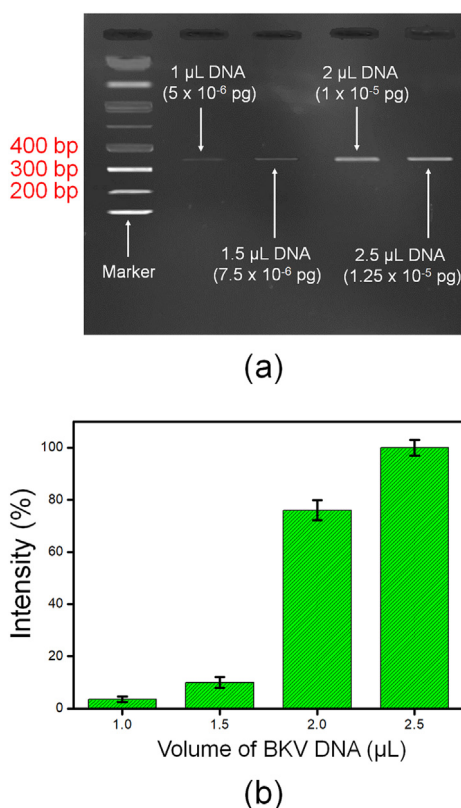 1 µL DNA
(5 x 10⁻⁶ pg)
2 µL DNA
(1 x 10⁻⁵ pg)
400 bp
300 bp
200 bp
Marker
1.5 µL DNA
(7.5 x 10⁻⁶ pg)
2.5 µL DNA
(1.25 x 10⁻⁵ pg)
(a)
Intensity (%)
100
80
60
40
20
0
1.0 1.5 2.0 2.5
Volume of BKV DNA (µL)
(b)